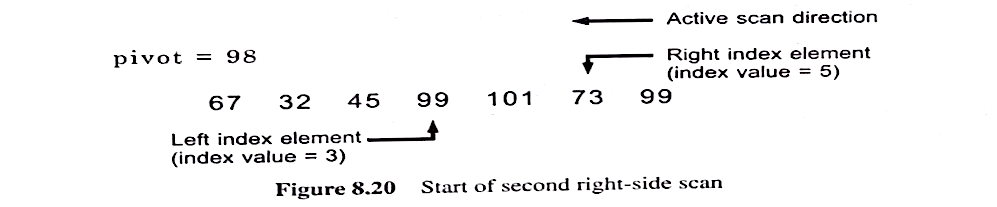 Active scan direction
pivot = 98
Right index element
(index value = 5)
67 32 45 99 101 73 99
Left index element
(index value = 3)
Figure 8.20 Start of second right-side scan